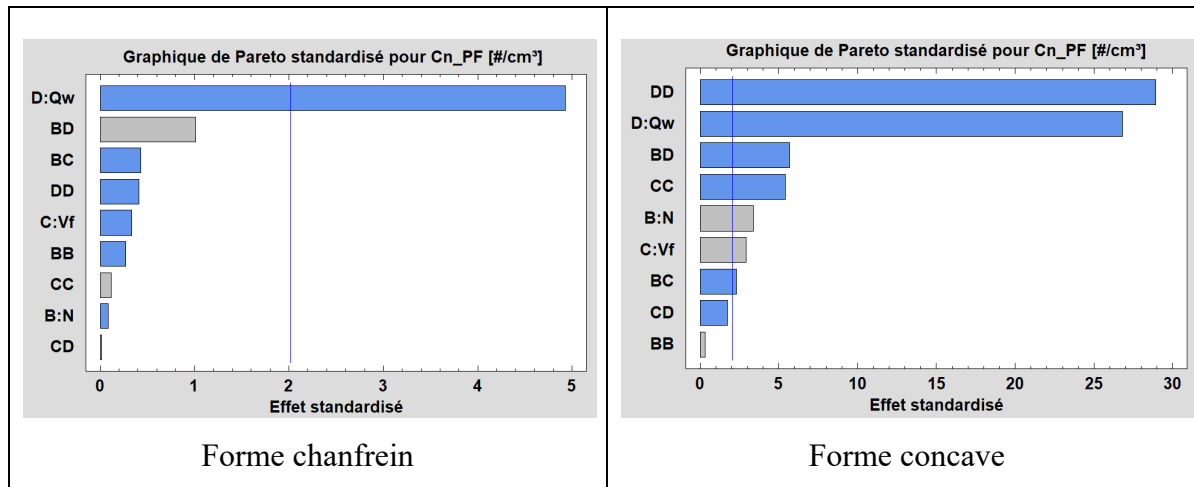 Graphique de Pareto standardisé pour Cn_PF [#/cm³]
D:Qw
BD
BC
DD
C:Vf
BB
CC
B:N
CD
0 1 2 3 4 5
Effet standardisé
Forme chanfrein
Graphique de Pareto standardisé pour Cn_PF [#/cm³]
DD
D:Qw
BD
CC
B:N
C:Vf
BC
CD
BB
0 5 10 15 20 25 30
Effet standardisé
Forme concave